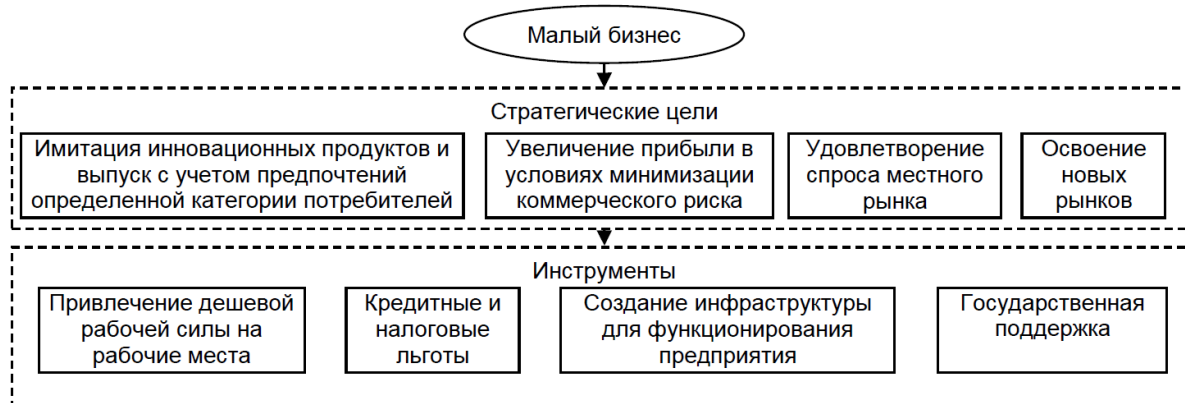 Малый бизнес
Стратегические цели
Имитация инновационных продуктов и
выпуск с учетом предпочтений
определенной категории потребителей
Увеличение прибыли в
условиях минимизации
коммерческого риска
Удовлетворение
спроса местного
рынка
Освоение
новых
рынков
Инструменты
Привлечение дешевой
рабочей силы на
рабочие места
Кредитные и
налоговые
льготы
Создание инфраструктуры
для функционирования
предприятия
Государственная
поддержка